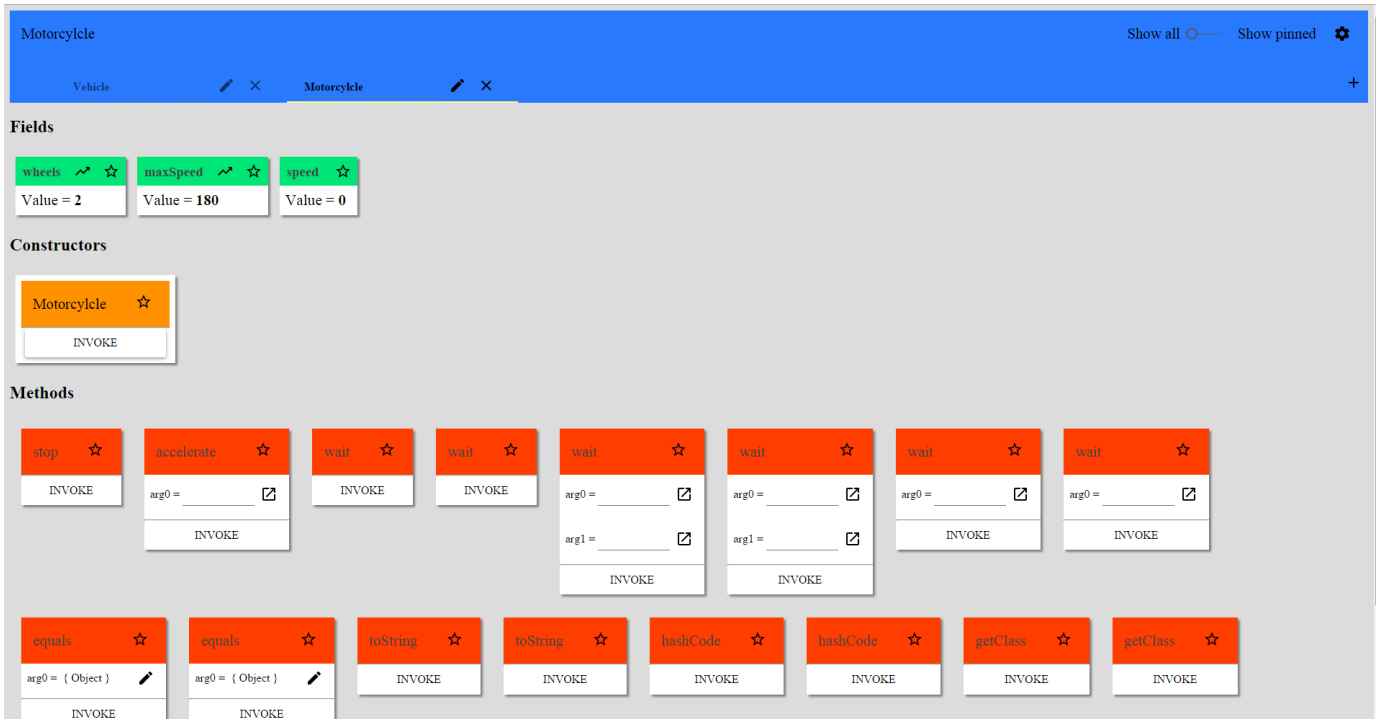 Motorcylcle
Show all Show pinned
Vehicle Motorcylcle
Fields
wheels maxSpeed speed
Value = 2 Value = 180 Value = 0
Constructors
Motorcylcle
INVOKE
Methods
stop accelerate wait wait wait wait wait wait
INVOKE arg0 = INVOKE INVOKE arg0 = arg0 = arg0 = arg0 =
INVOKE arg1 = arg1 = INVOKE INVOKE
INVOKE INVOKE
equals equals toString toString hashCode hashCode getClass getClass
arg0 = { Object } arg0 = { Object } INVOKE INVOKE INVOKE INVOKE INVOKE INVOKE
INVOKE INVOKE